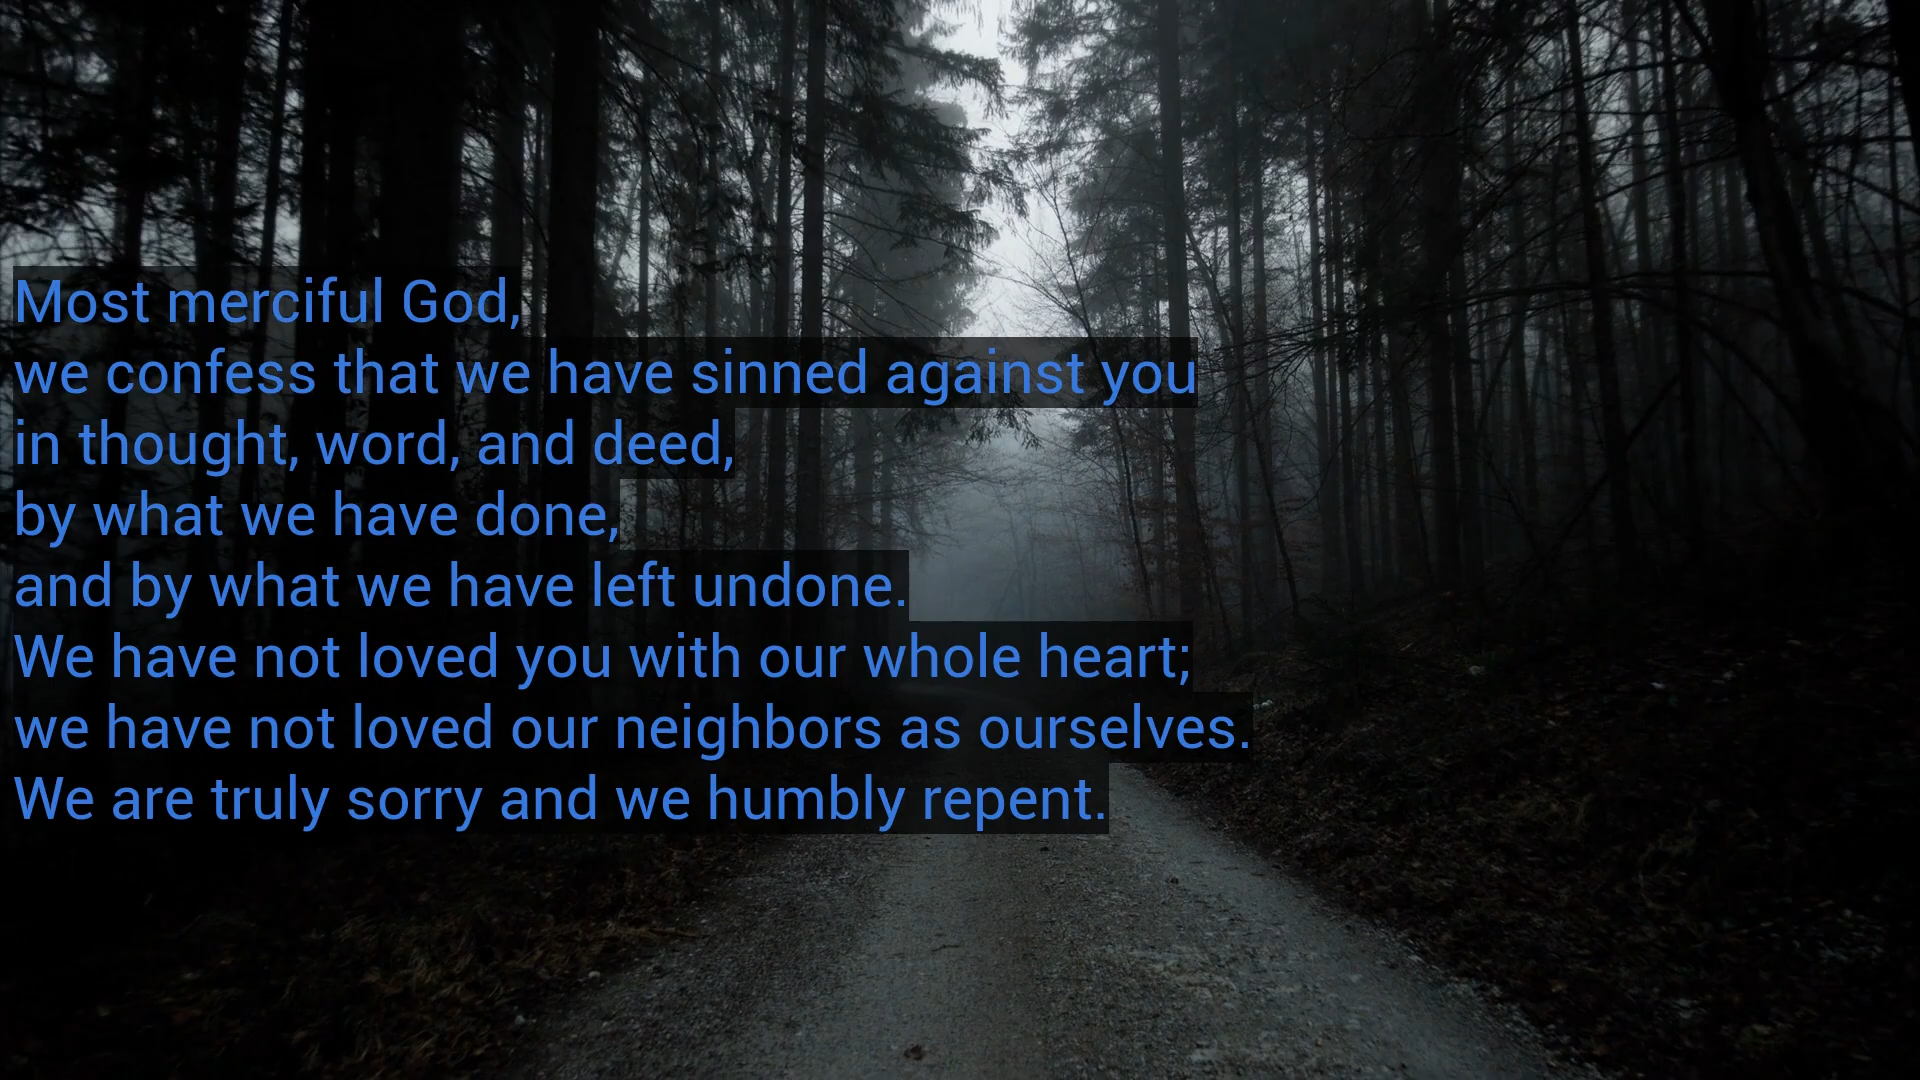 Most merciful God,
we confess that we have sinned against you
in thought, word, and deed,
by what we have done,
and by what we have left undone.
We have not loved you with our whole heart;
we have not loved our neighbors as ourselves.
We are truly sorry and we humbly repent.